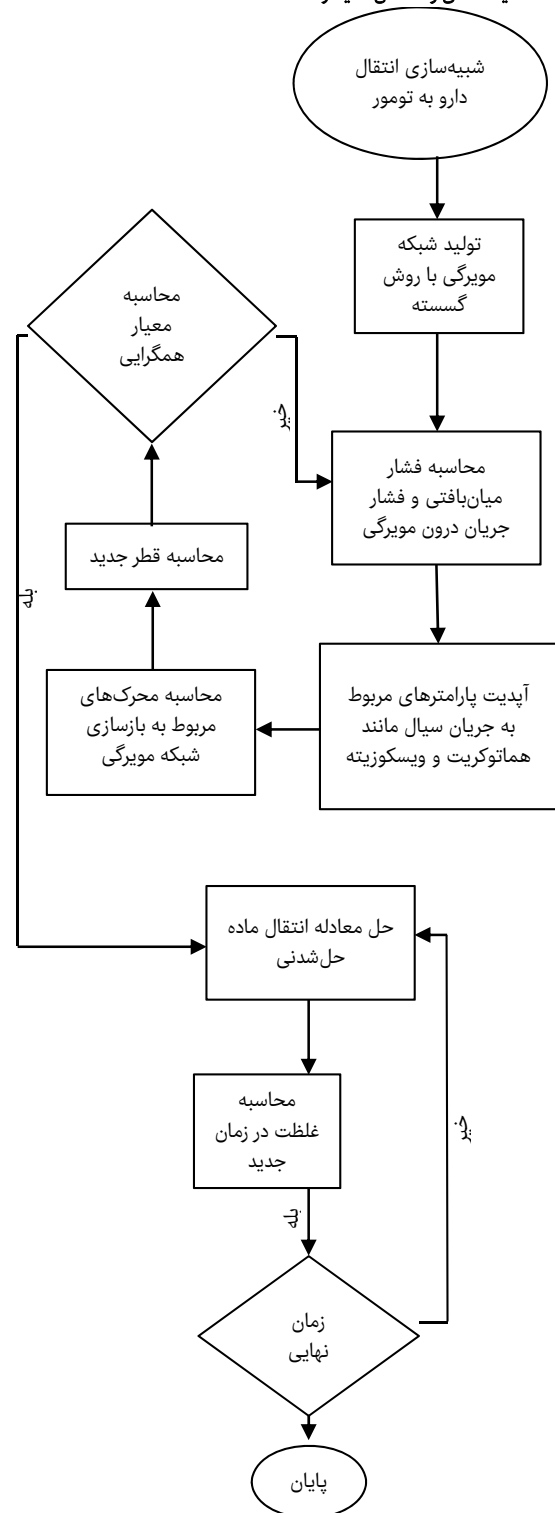 شبیه‌سازی انتقال
دارو به تومور
تولید شبکه
مویرگی با روش
گسسته
محاسبه
معیار
همگرایی
خیر
محاسبه فشار
میان‌بافتی و فشار
جریان درون مویرگی
محاسبه قطر جدید
بله
آپدیت پارامترهای مربوط
به جریان سیال مانند
هماتوکریت و ویسکوزیته
محاسبه محرک‌های
مربوط به بازسازی
شبکه مویرگی
حل معادله انتقال ماده
حل‌شدنی
محاسبه
غلظت در زمان
جدید
خیر
بله
زمان
نهایی
پایان